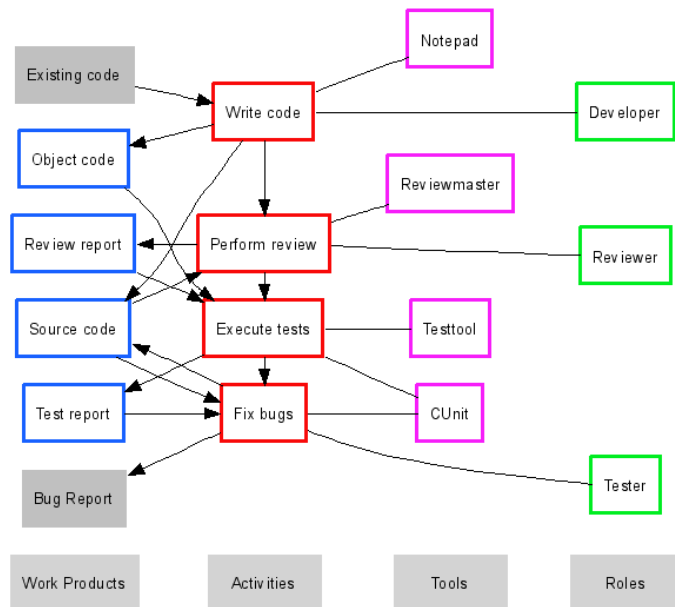 Notepad
Existing code
Write code
Developer
Object code
Reviewmaster
Review report
Perform review
Reviewer
Source code
Execute tests
Testtool
Test report
Fix bugs
CUnit
Bug Report
Tester
Work Products
Activities
Tools
Roles